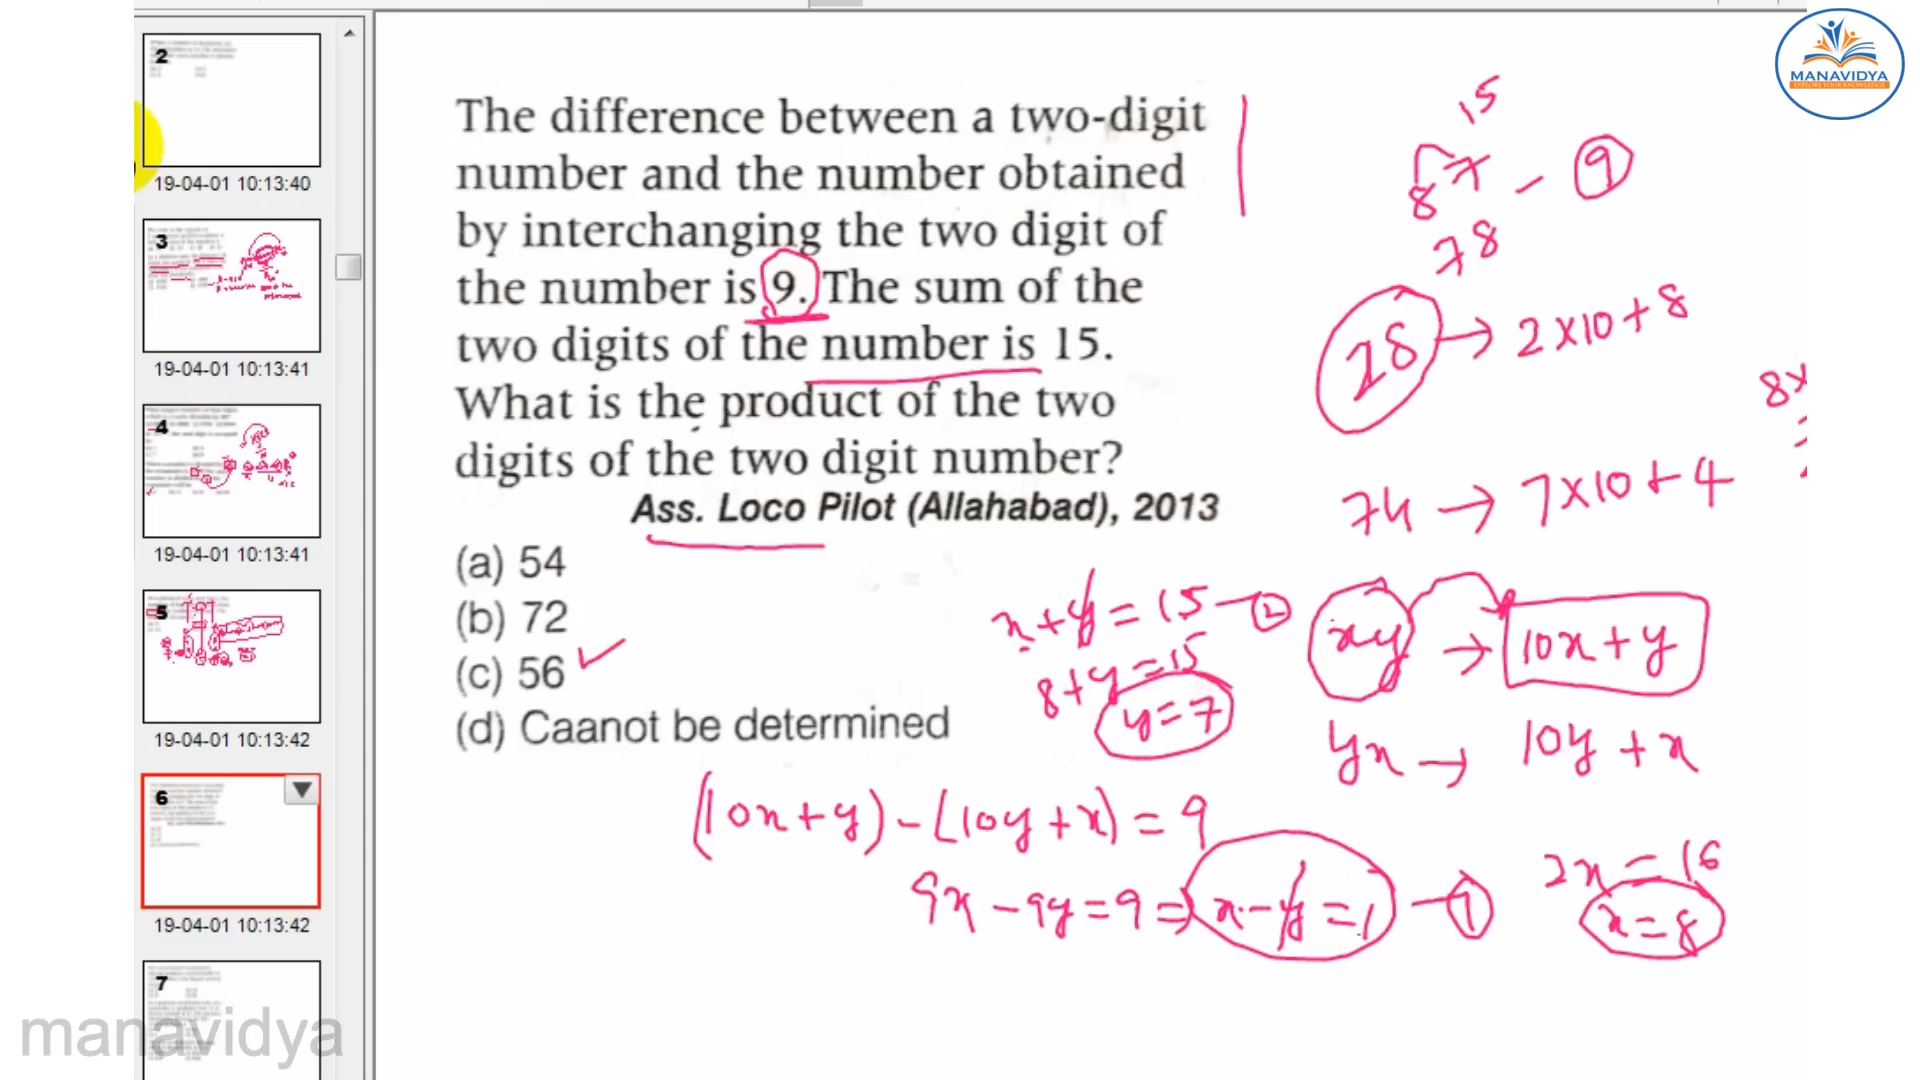 2
19-04-01 10:13:40
3
19-04-01 10:13:41
4
19-04-01 10:13:41
5
19-04-01 10:13:42
6
19-04-01 10:13:42
7
manavidya
MANAVIDYA
EXPLORE YOUR KNOWLEDGE
The difference between a two-digit
number and the number obtained
by interchanging the two digit of
the number is 9. The sum of the
two digits of the number is 15.
What is the product of the two
digits of the two digit number?
Ass. Loco Pilot (Allahabad), 2013
(a) 54
(b) 72
(c) 56 ✓
(d) Caanot be determined
15
87 - 9
78
28 → 2×10+8
8×
74 → 7×10+4
x+y=15 - 2
8+y=15
y=7
xy → 10x+y
yx → 10y+x
(10x+y)-(10y+x)=9
9x-9y=9 ⇒ x-y=1 - 1
2x=16
x=8